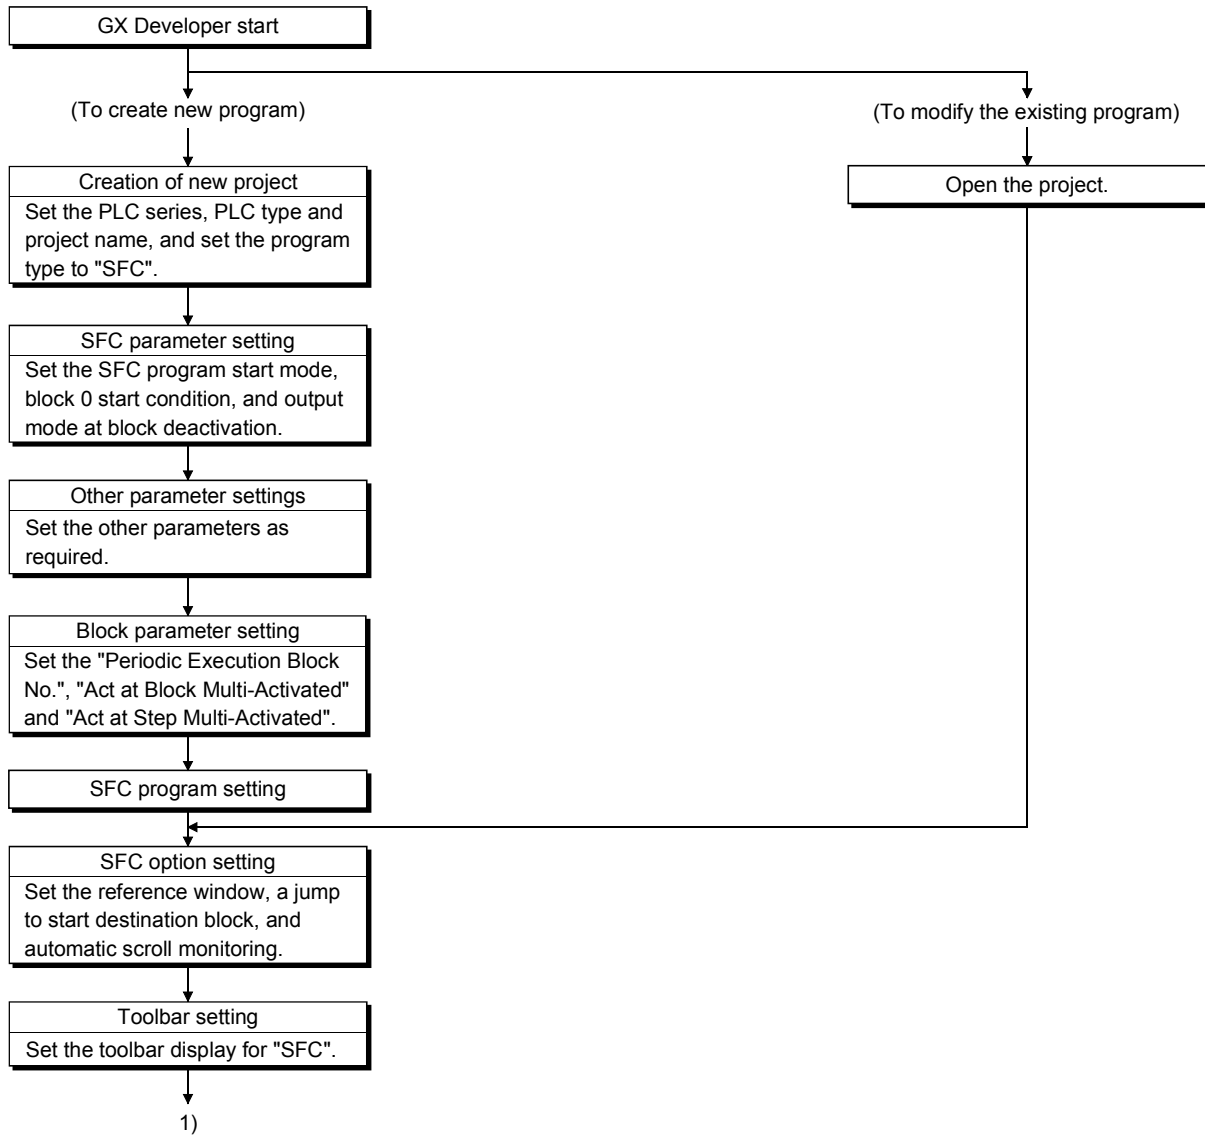 GX Developer start
(To create new program)
(To modify the existing program)
Creation of new project
Set the PLC series, PLC type and
project name, and set the program
type to "SFC".
Open the project.
SFC parameter setting
Set the SFC program start mode,
block 0 start condition, and output
mode at block deactivation.
Other parameter settings
Set the other parameters as
required.
Block parameter setting
Set the "Periodic Execution Block
No.", "Act at Block Multi-Activated"
and "Act at Step Multi-Activated".
SFC program setting
SFC option setting
Set the reference window, a jump
to start destination block, and
automatic scroll monitoring.
Toolbar setting
Set the toolbar display for "SFC".
1)